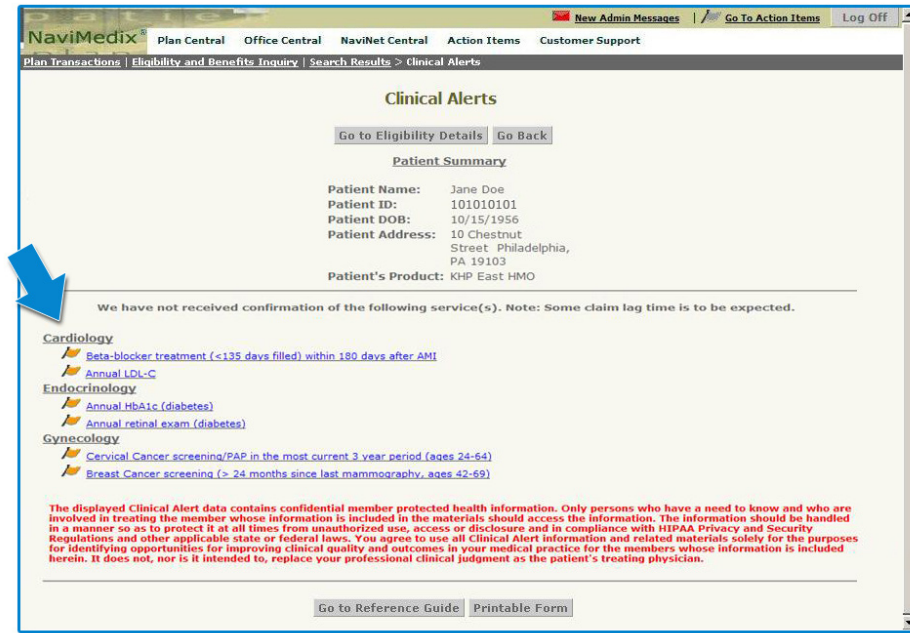 New Admin Messages | Go To Action Items Log Off
NaviMedix® Plan Central Office Central NaviNet Central Action Items Customer Support
Plan Transactions | Eligibility and Benefits Inquiry | Search Results > Clinical Alerts
Clinical Alerts
Go to Eligibility Details Go Back
Patient Summary
Patient Name: Jane Doe
Patient ID: 101010101
Patient DOB: 10/15/1956
Patient Address: 10 Chestnut
Street Philadelphia,
PA 19103
Patient's Product: KHP East HMO
We have not received confirmation of the following service(s). Note: Some claim lag time is to be expected.
Cardiology
Beta-blocker treatment (<135 days filled) within 180 days after AMI
Annual LDL-C
Endocrinology
Annual HbA1c (diabetes)
Annual retinal exam (diabetes)
Gynecology
Cervical Cancer screening/PAP in the most current 3 year period (ages 24-64)
Breast Cancer screening (> 24 months since last mammography, ages 42-69)
The displayed Clinical Alert data contains confidential member protected health information. Only persons who have a need to know and who are
involved in treating the member whose information is included in the materials should access the information. The information should be handled
in a manner so as to protect it at all times from unauthorized use, access or disclosure and in compliance with HIPAA Privacy and Security
Regulations and other applicable state or federal laws. You agree to use all Clinical Alert information and related materials solely for the purposes
for identifying opportunities for improving clinical quality and outcomes in your medical practice for the members whose information is included
herein. It does not, nor is it intended to, replace your professional clinical judgment as the patient's treating physician.
Go to Reference Guide Printable Form